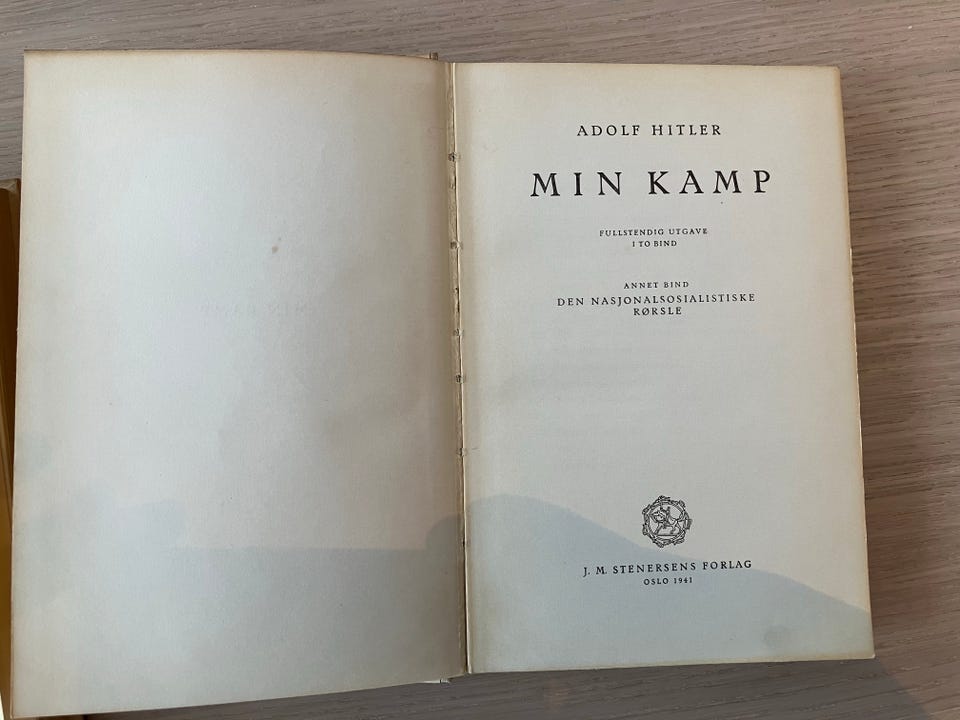 ADOLF HITLER
MIN KAMP
FULLSTENDIG UTGAVE
I TO BIND
ANNET BIND
DEN NASJONALSOSIALISTISKE
RØRSLE
J. M. STENERSENS FORLAG
OSLO 1941